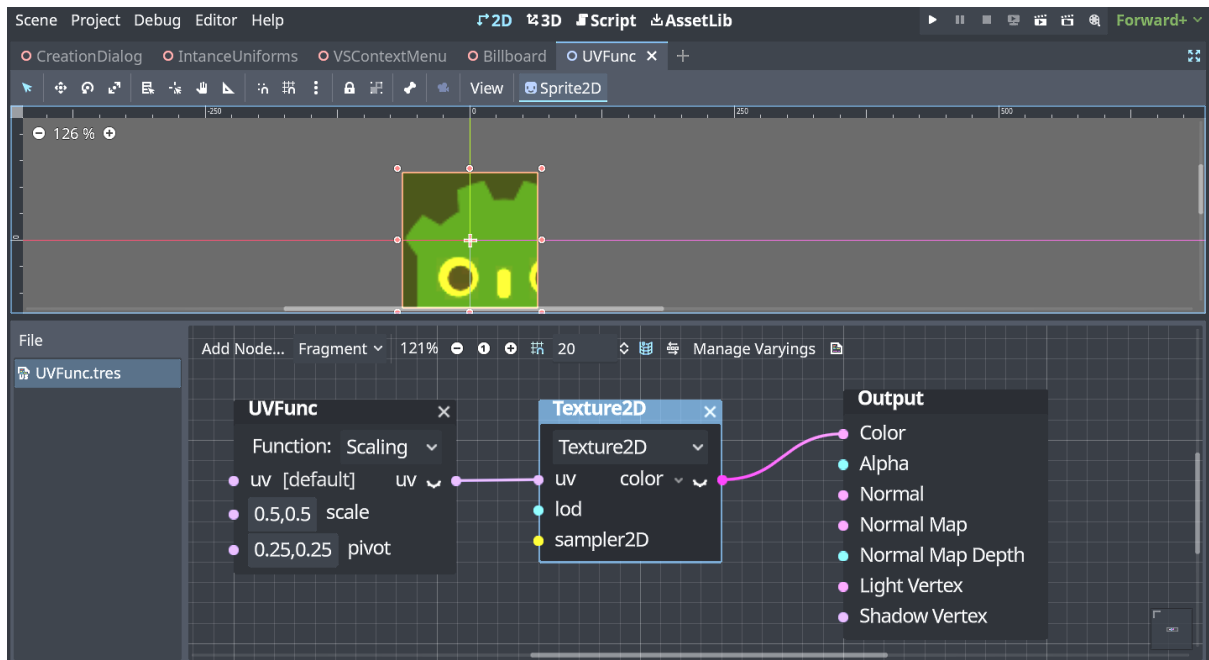 Scene Project Debug Editor Help 2D 3D Script AssetLib Forward+
CreationDialog IntanceUniforms VSContextMenu Billboard UVFunc
View Sprite2D
-250 0 250 500
126 %
0
File
Add Node... Fragment 121% 1 20 Manage Varyings
UVFunc.tres
UVFunc
Function: Scaling
uv [default] uv
0.5,0.5 scale
0.25,0.25 pivot
Texture2D
Texture2D
uv color
lod
sampler2D
Output
Color
Alpha
Normal
Normal Map
Normal Map Depth
Light Vertex
Shadow Vertex